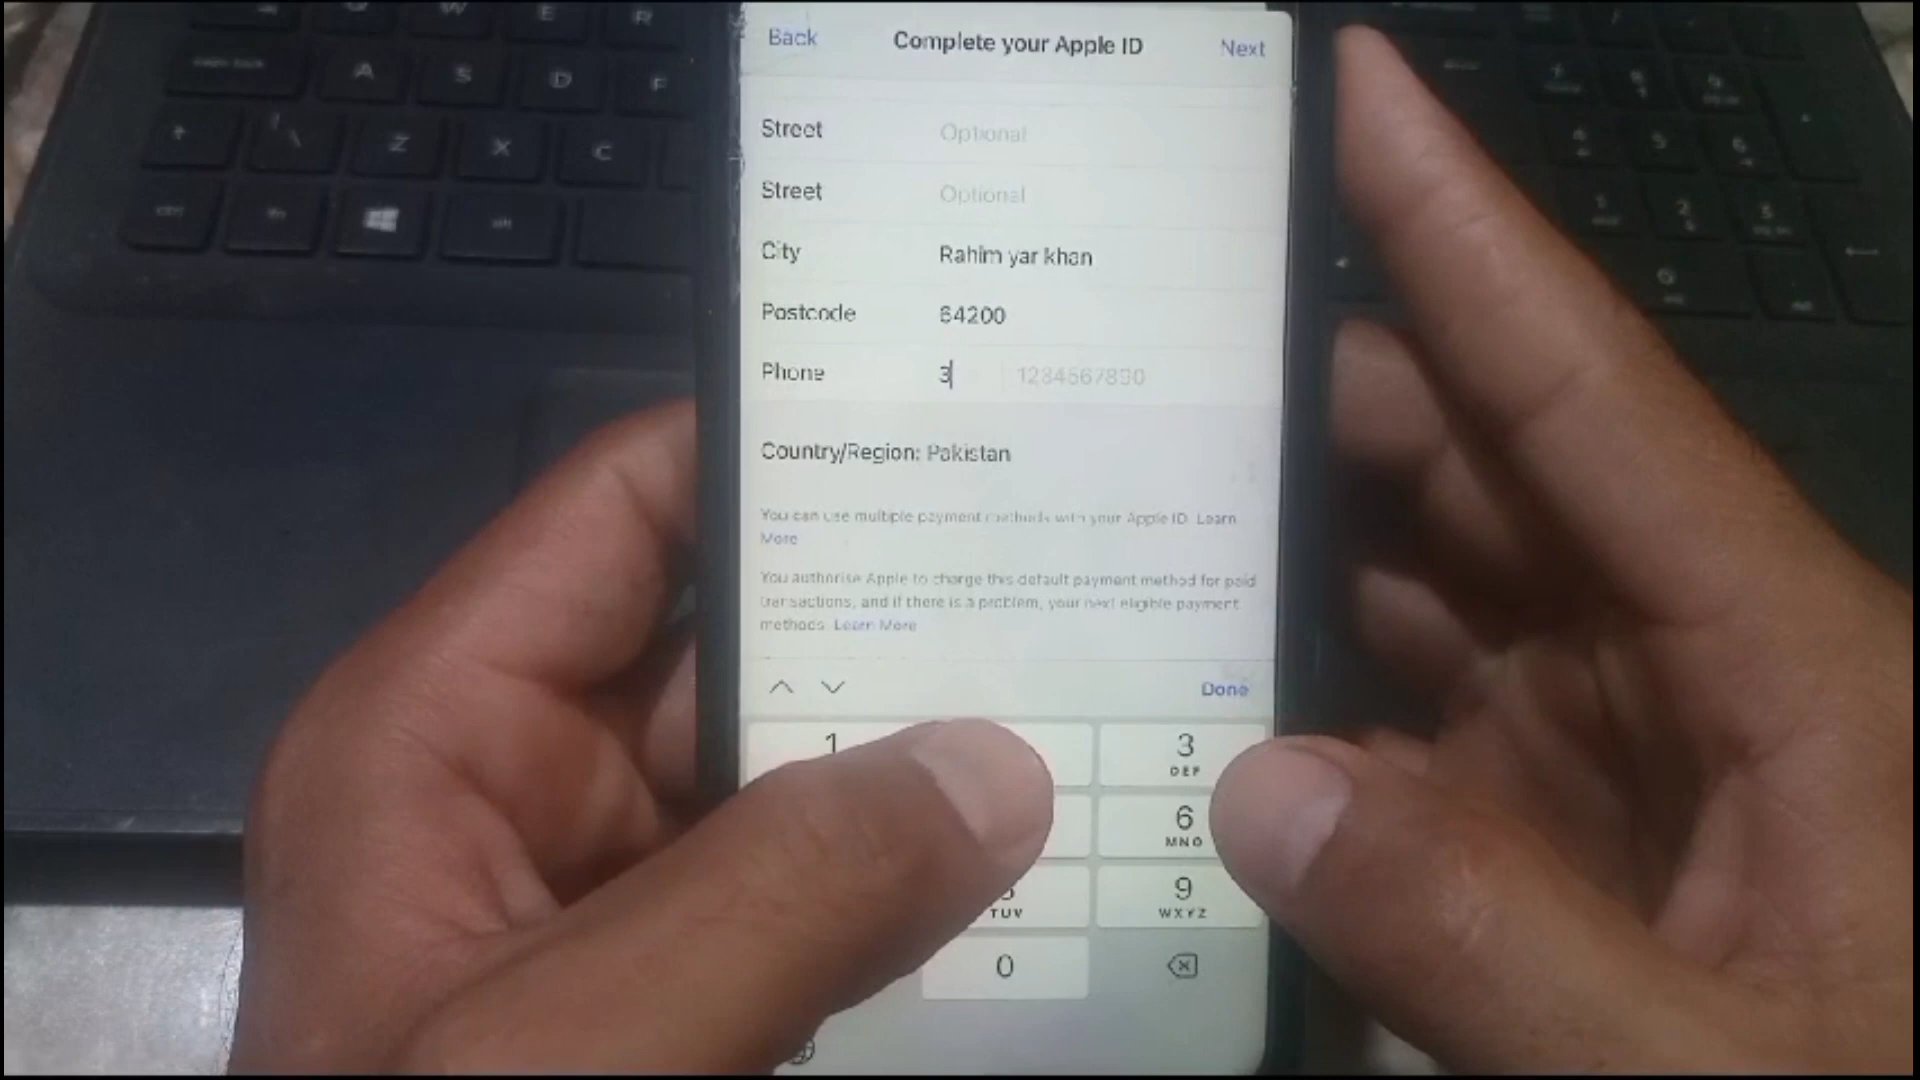 Back Complete your Apple ID Next
Street Optional
Street Optional
City Rahim yar khan
Postcode 64200
Phone 3 1234567890
Country/Region: Pakistan
You can use multiple payment methods with your Apple ID. Learn
More
You authorise Apple to charge this default payment method for paid
transactions, and if there is a problem, your next eligible payment
methods. Learn More
Done
1 3
DEF
6
MNO
9
TUV WXYZ
0
W E R
A S D F
Z X C